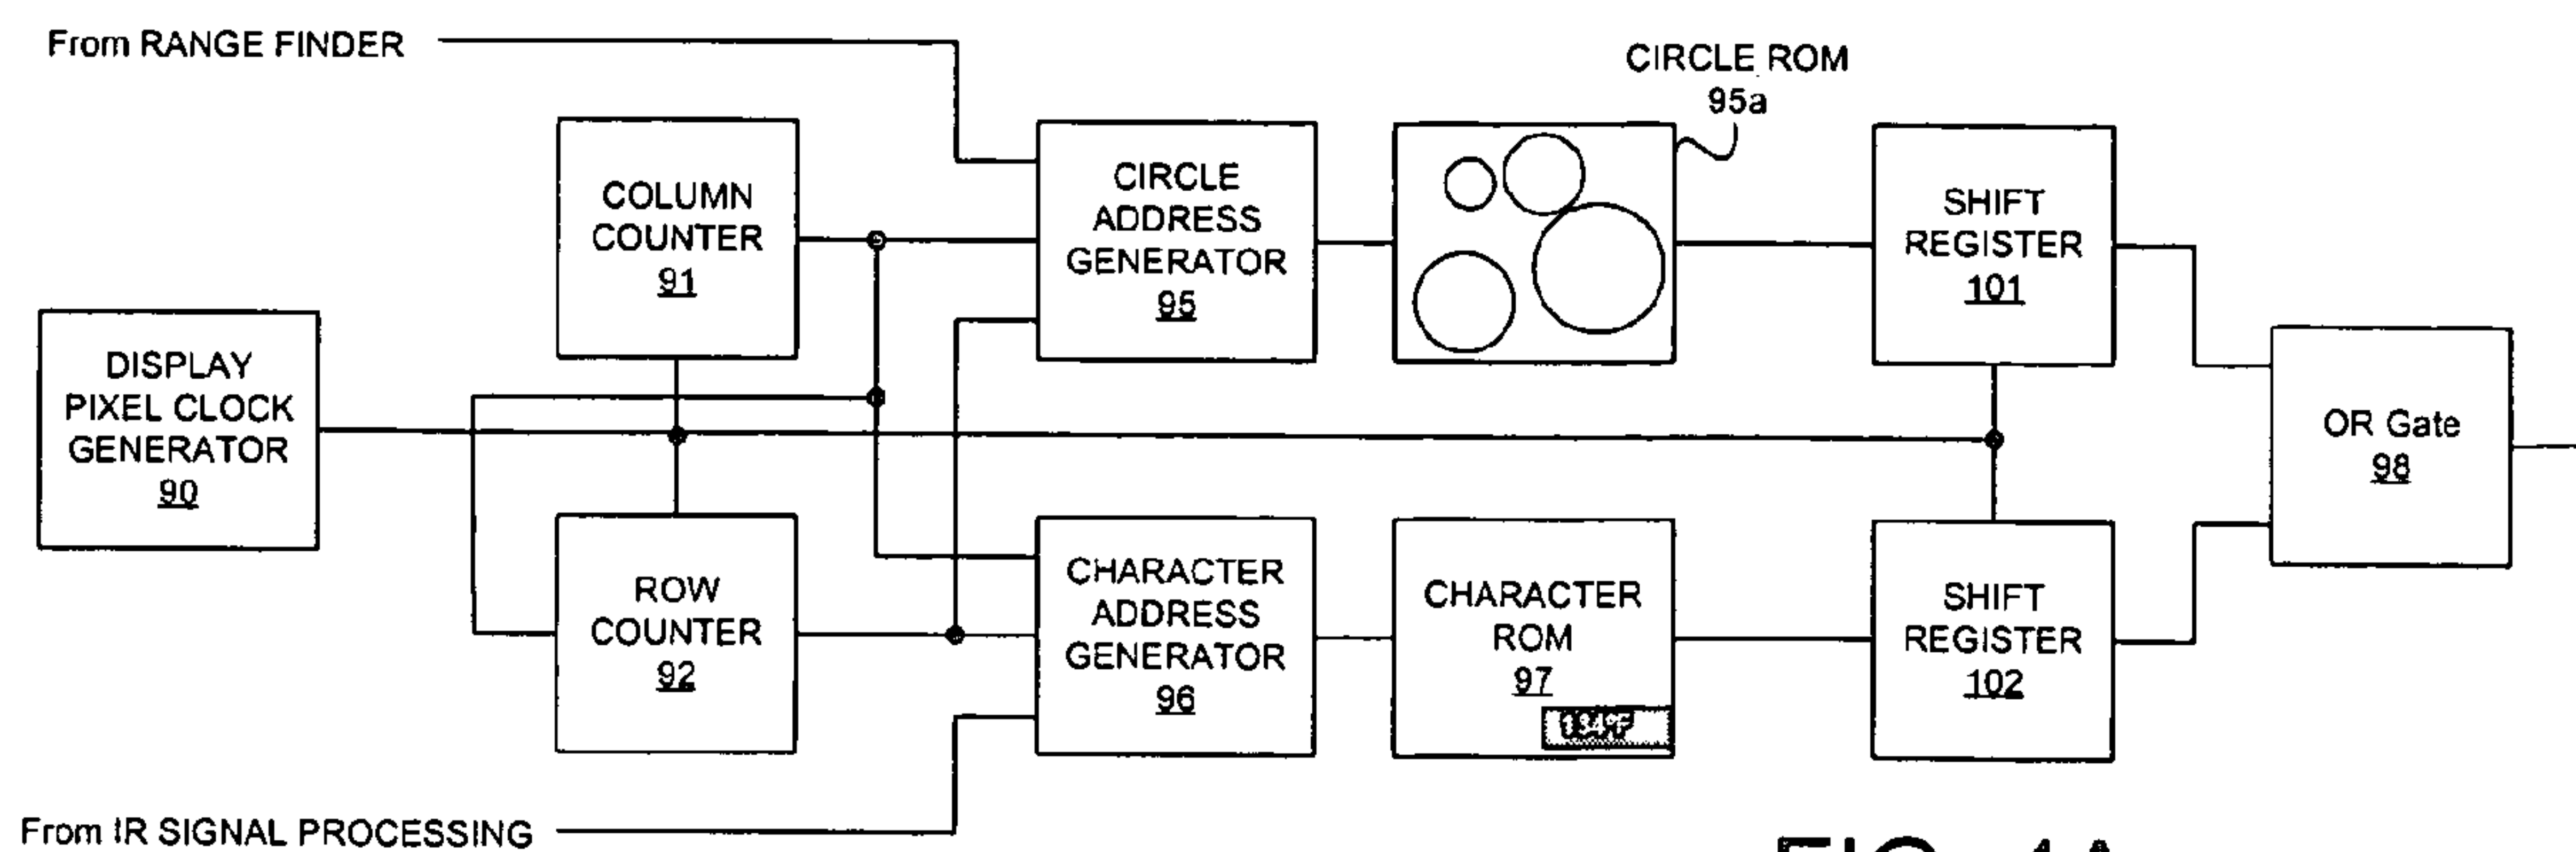 From RANGE FINDER
CIRCLE ROM
95a
COLUMN
COUNTER
91
CIRCLE
ADDRESS
GENERATOR
95
SHIFT
REGISTER
101
DISPLAY
PIXEL CLOCK
GENERATOR
90
OR Gate
98
ROW
COUNTER
92
CHARACTER
ADDRESS
GENERATOR
96
CHARACTER
ROM
97
134°F
SHIFT
REGISTER
102
From IR SIGNAL PROCESSING